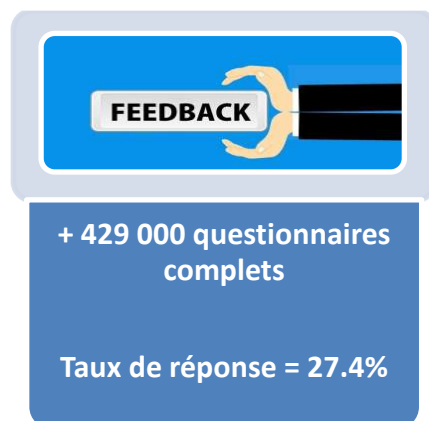 FEEDBACK
+ 429 000 questionnaires
complets
Taux de réponse = 27.4%